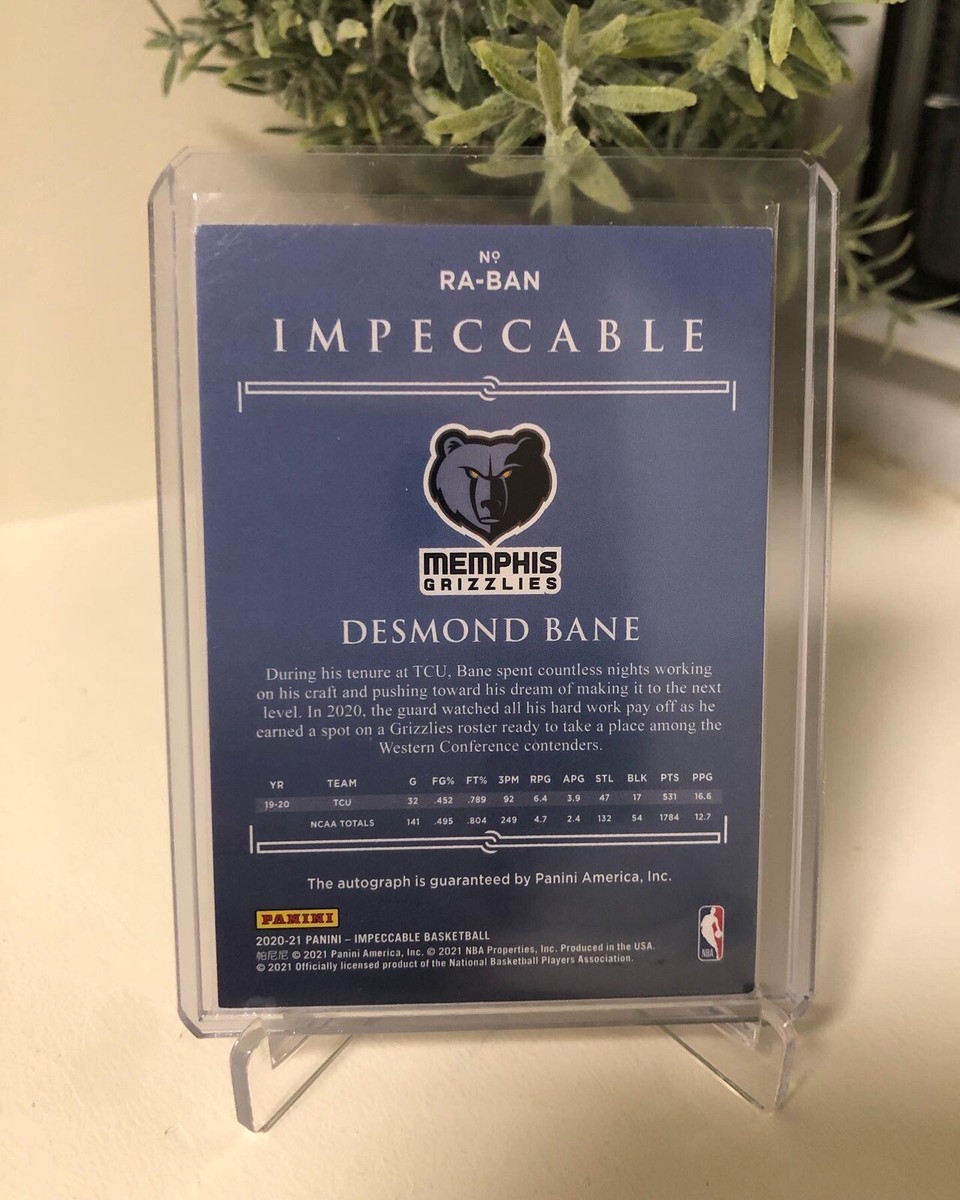 Nº
RA-BAN
IMPECCABLE
MEMPHIS
GRIZZLIES
DESMOND BANE
During his tenure at TCU, Bane spent countless nights working
on his craft and pushing toward his dream of making it to the next
level. In 2020, the guard watched all his hard work pay off as he
earned a spot on a Grizzlies roster ready to take a place among the
Western Conference contenders.
YR TEAM G FG% FT% 3PM RPG APG STL BLK PTS PPG
19-20 TCU 32 .452 .789 92 6.4 3.9 47 17 531 16.6
NCAA TOTALS 141 .495 .804 249 4.7 2.4 132 54 1784 12.7
The autograph is guaranteed by Panini America, Inc.
PANINI
2020-21 PANINI – IMPECCABLE BASKETBALL
帕尼尼 © 2021 Panini America, Inc. © 2021 NBA Properties, Inc. Produced in the USA.
© 2021 Officially licensed product of the National Basketball Players Association.
NBA